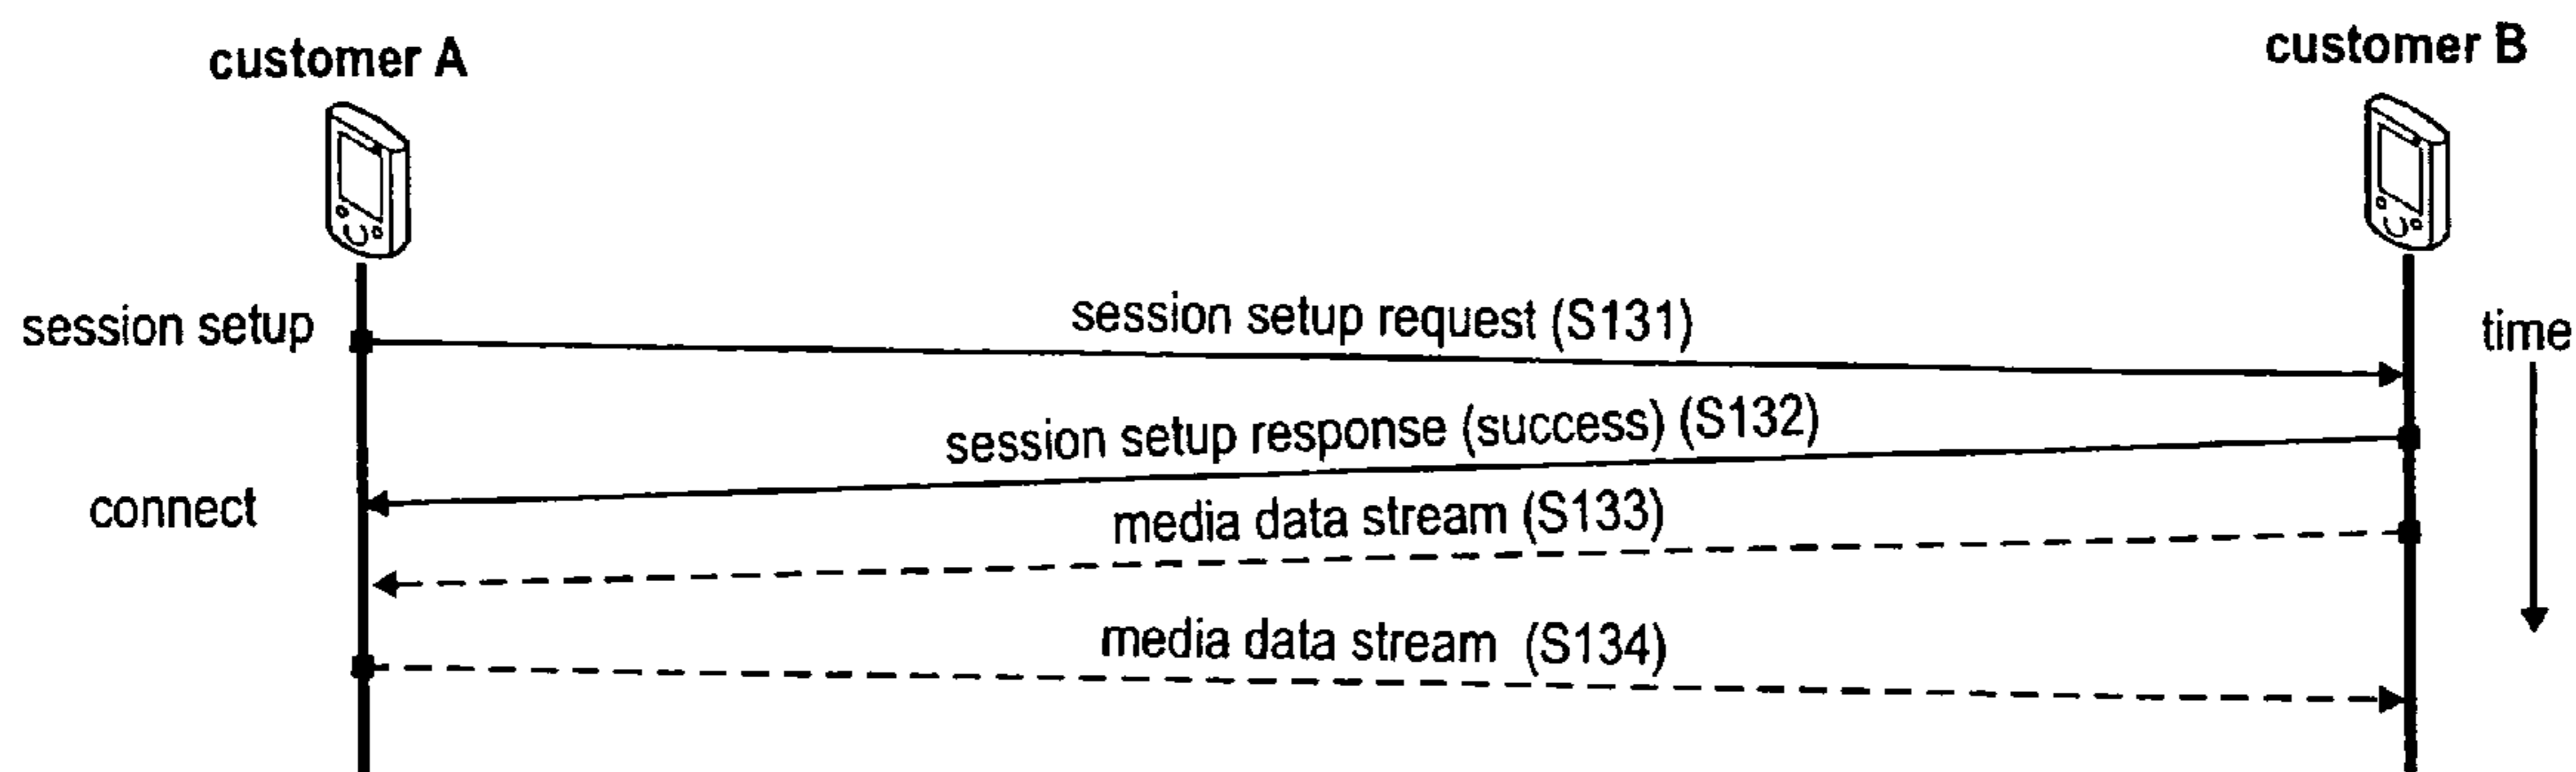 customer A
customer B
session setup
session setup request (S131)
time
session setup response (success) (S132)
connect
media data stream (S133)
media data stream (S134)